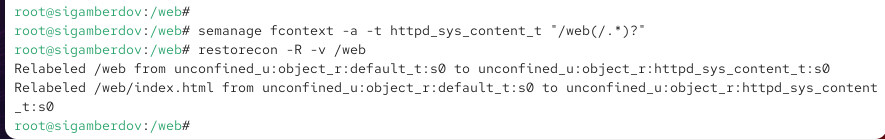 root@sigamberdov:/web#
root@sigamberdov:/web# semanage fcontext -a -t httpd_sys_content_t "/web(/.*)?"
root@sigamberdov:/web# restorecon -R -v /web
Relabeled /web from unconfined_u:object_r:default_t:s0 to unconfined_u:object_r:httpd_sys_content_t:s0
Relabeled /web/index.html from unconfined_u:object_r:default_t:s0 to unconfined_u:object_r:httpd_sys_content
_t:s0
root@sigamberdov:/web#